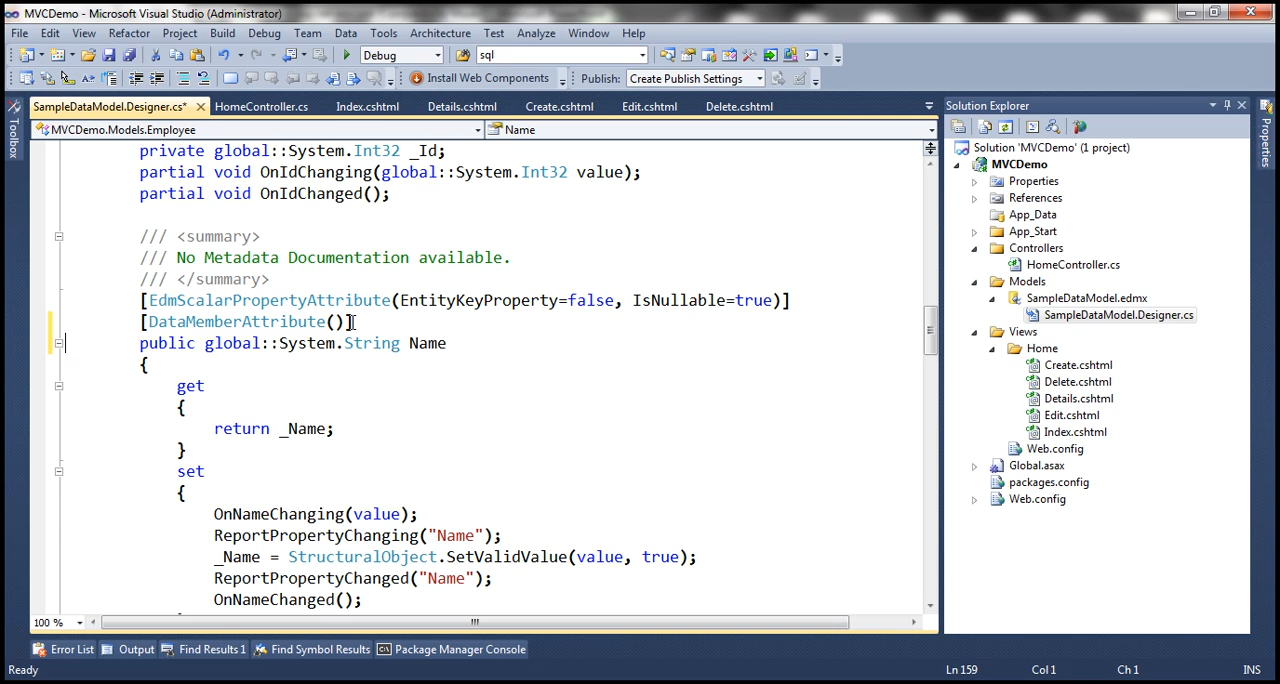 MVCDemo - Microsoft Visual Studio (Administrator)
File Edit View Refactor Project Build Debug Team Data Tools Architecture Test Analyze Window Help
Debug sql
Install Web Components Publish: Create Publish Settings
SampleDataModel.Designer.cs* HomeController.cs Index.cshtml Details.cshtml Create.cshtml Edit.cshtml Delete.cshtml
MVCDemo.Models.Employee Name
private global::System.Int32 _Id;
partial void OnIdChanging(global::System.Int32 value);
partial void OnIdChanged();
/// <summary>
/// No Metadata Documentation available.
/// </summary>
[EdmScalarPropertyAttribute(EntityKeyProperty=false, IsNullable=true)]
[DataMemberAttribute()]
public global::System.String Name
{
get
{
return _Name;
}
set
{
OnNameChanging(value);
ReportPropertyChanging("Name");
_Name = StructuralObject.SetValidValue(value, true);
ReportPropertyChanged("Name");
OnNameChanged();
100 %
Toolbox
Solution Explorer
Solution 'MVCDemo' (1 project)
MVCDemo
Properties
References
App_Data
App_Start
Controllers
HomeController.cs
Models
SampleDataModel.edmx
SampleDataModel.Designer.cs
Views
Home
Create.cshtml
Delete.cshtml
Details.cshtml
Edit.cshtml
Index.cshtml
Web.config
Global.asax
packages.config
Web.config
Properties
Error List Output Find Results 1 Find Symbol Results Package Manager Console
Ready Ln 159 Col 1 Ch 1 INS